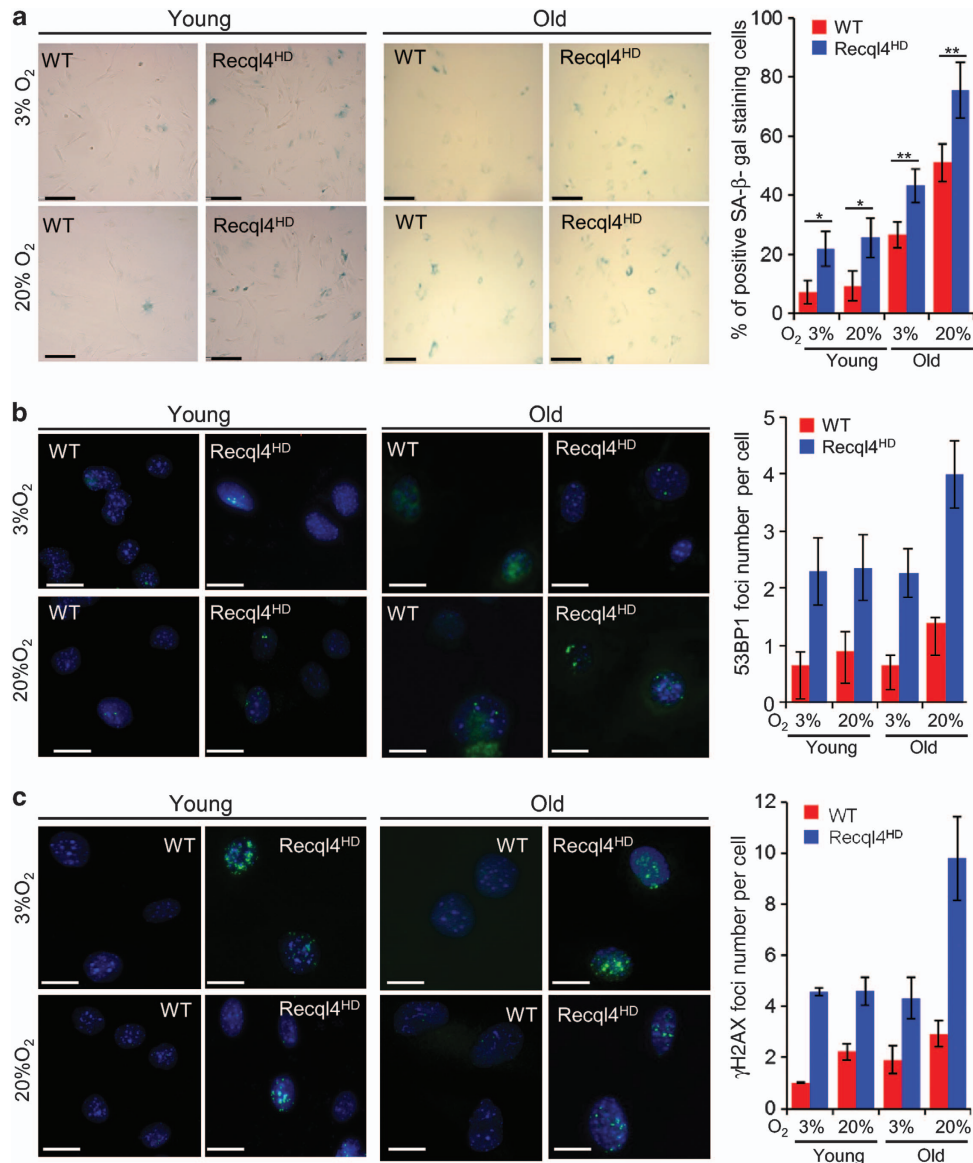 a
Young
Old
WT
Recql4HD
WT
Recql4HD
3% O2
WT
Recql4HD
WT
Recql4HD
20% O2
% of positive SA-β- gal staining cells
100
80
60
40
20
0
WT
Recql4HD
*
*
**
**
O2 3% 20% 3% 20%
Young Old
b
Young
Old
WT
Recql4HD
WT
Recql4HD
3%O2
WT
Recql4HD
WT
Recql4HD
20%O2
53BP1 foci number per cell
5
4
3
2
1
0
WT
Recql4HD
O2 3% 20% 3% 20%
Young Old
c
Young
Old
WT
Recql4HD
WT
Recql4HD
3%O2
WT
Recql4HD
WT
Recql4HD
20%O2
γH2AX foci number per cell
12
10
8
6
4
2
0
WT
Recql4HD
O2 3% 20% 3% 20%
Young Old